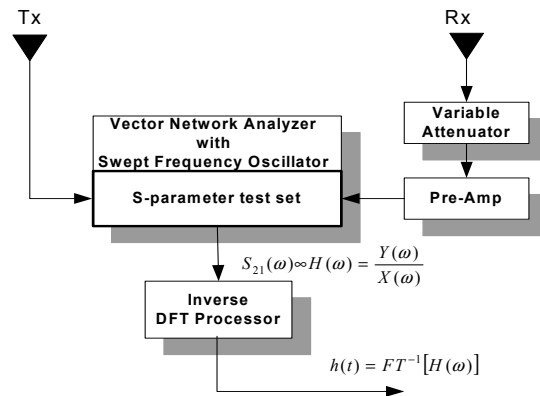 Tx
Rx
Variable
Attenuator
Vector Network Analyzer
with
Swept Frequency Oscillator
S-parameter test set
Pre-Amp
S₂₁(ω)∞H(ω) = Y(ω)/X(ω)
Inverse
DFT Processor
h(t) = FT⁻¹[H(ω)]